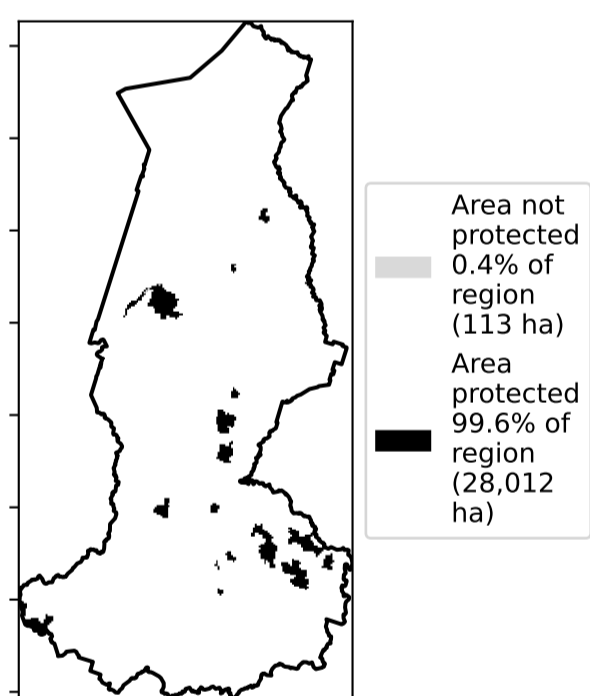 Area not
protected
0.4% of
region
(113 ha)
Area
protected
99.6% of
region
(28,012
ha)